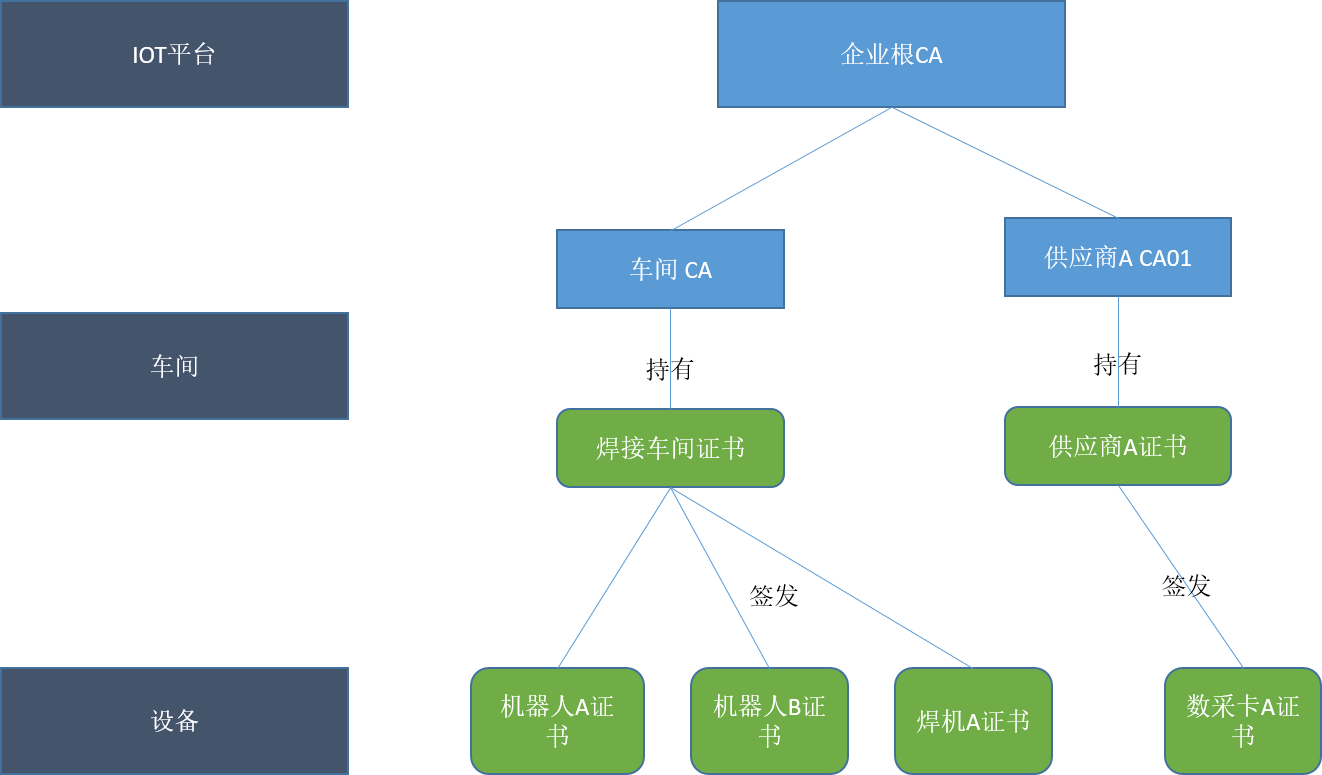 IOT平台
企业根CA
车间 CA
供应商A CA01
车间
持有
持有
焊接车间证书
供应商A证书
签发
签发
设备
机器人A证
书
机器人B证
书
焊机A证书
数采卡A证
书